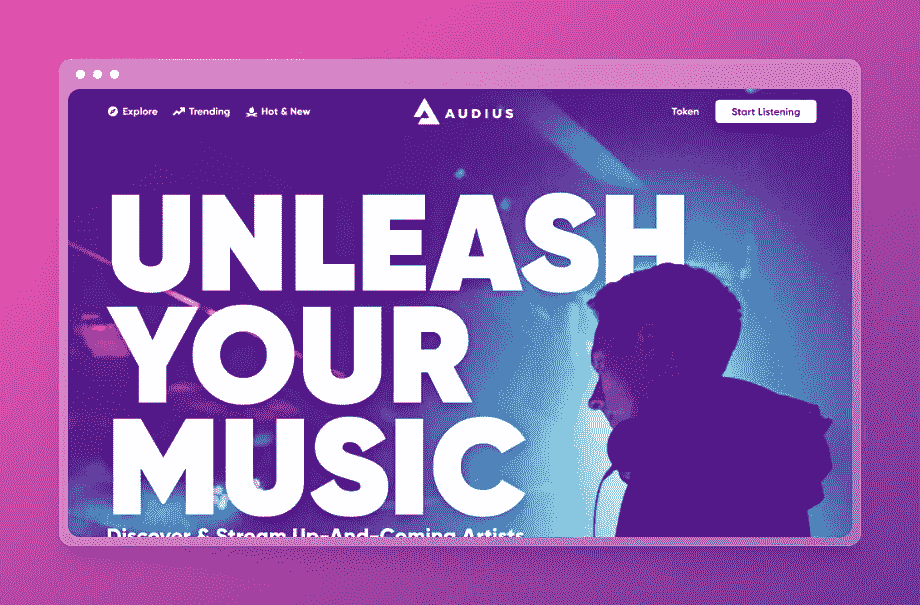 Explore Trending Hot & New AUDIUS Token Start Listening
UNLEASH
YOUR
MUSIC
Discover & Stream Up-And-Coming Artists